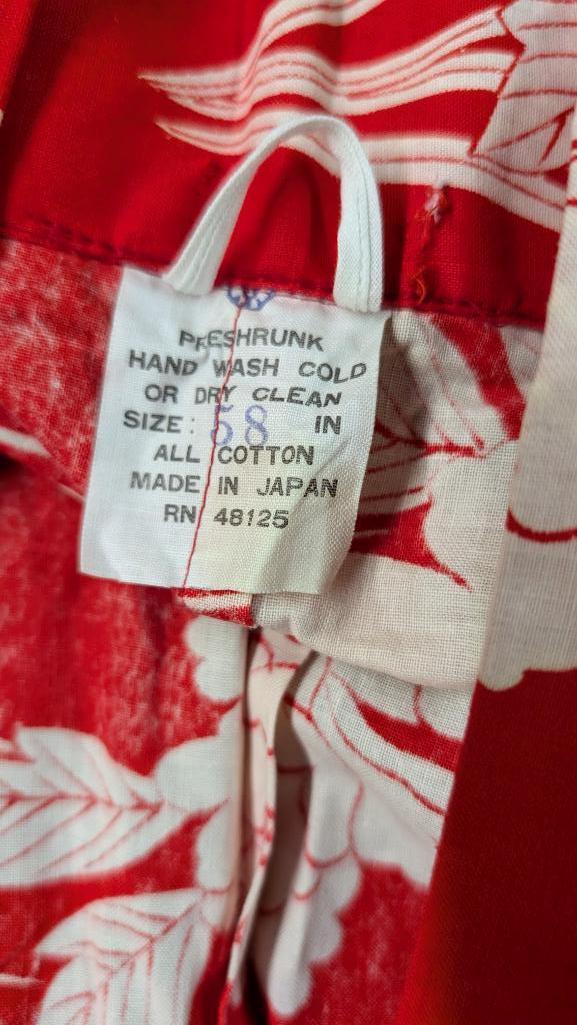 PRESHRUNK
HAND WASH COLD
OR DRY CLEAN
SIZE: 58 IN
ALL COTTON
MADE IN JAPAN
RN 48125